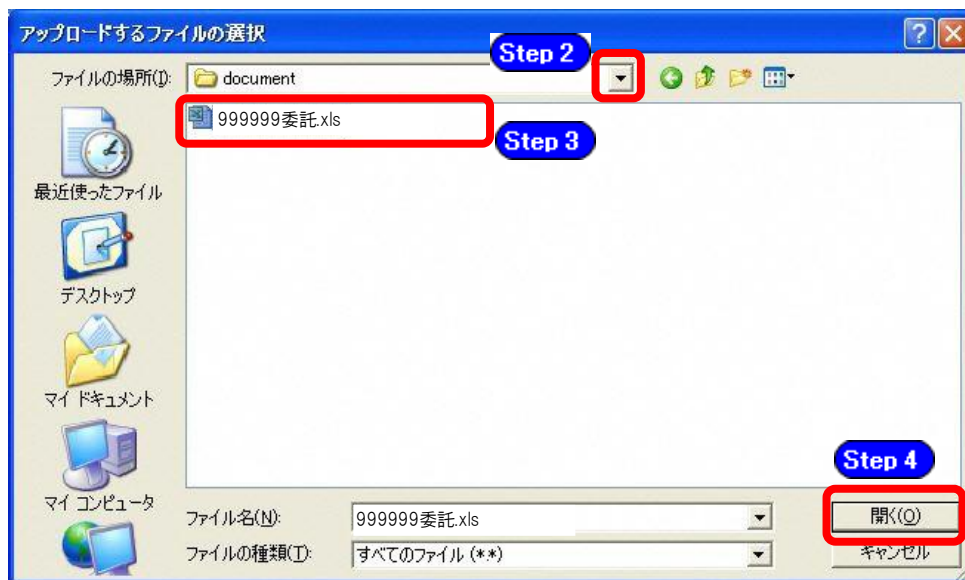 アップロードするファイルの選択
Step 2
ファイルの場所(I):
document
999999委託.xls
Step 3
最近使ったファイル
デスクトップ
マイ ドキュメント
マイ コンピュータ
Step 4
ファイル名(N):
999999委託.xls
開く(O)
ファイルの種類(T):
すべてのファイル (*.*)
キャンセル